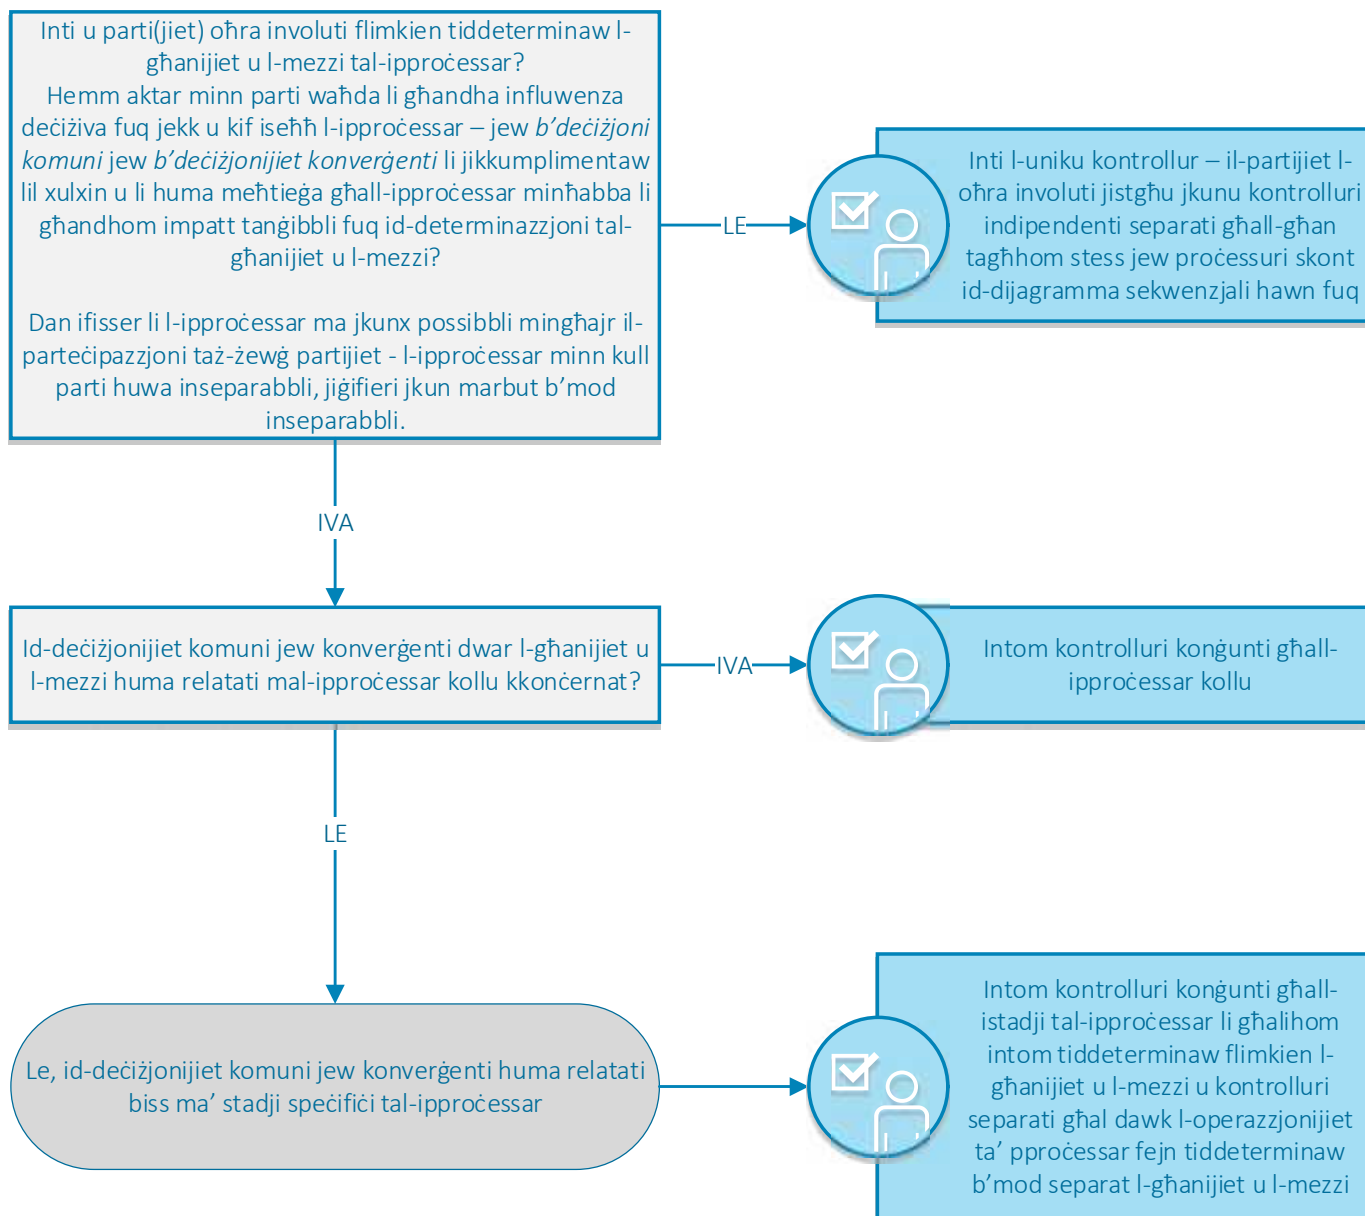 Inti u parti(jiet) oħra involuti flimkien tiddeterminaw l-
għanijiet u l-mezzi tal-ipproċessar?
Hemm aktar minn parti waħda li għandha influwenza
deċiżiva fuq jekk u kif iseħħ l-ipproċessar – jew b’deċiżjoni
komuni jew b’deċiżjonijiet konverġenti li jikkumplimentaw
lil xulxin u li huma meħtieġa għall-ipproċessar minħabba li
għandhom impatt tanġibbli fuq id-determinazzjoni tal-
għanijiet u l-mezzi?
Dan ifisser li l-ipproċessar ma jkunx possibbli mingħajr il-
parteċipazzjoni taż-żewġ partijiet - l-ipproċessar minn kull
parti huwa inseparabbli, jiġifieri jkun marbut b’mod
inseparabbli.
LE
Inti l-uniku kontrollur – il-partijiet l-
oħra involuti jistgħu jkunu kontrolluri
indipendenti separati għall-għan
tagħhom stess jew proċessuri skont
id-dijagramma sekwenzjali hawn fuq
IVA
Id-deċiżjonijiet komuni jew konverġenti dwar l-għanijiet u
l-mezzi huma relatati mal-ipproċessar kollu kkonċernat?
IVA
Intom kontrolluri konġunti għall-
ipproċessar kollu
LE
Le, id-deċiżjonijiet komuni jew konverġenti huma relatati
biss ma’ stadji speċifiċi tal-ipproċessar
Intom kontrolluri konġunti għall-
istadji tal-ipproċessar li għalihom
intom tiddeterminaw flimkien l-
għanijiet u l-mezzi u kontrolluri
separati għal dawk l-operazzjonijiet
ta’ pproċessar fejn tiddeterminaw
b’mod separat l-għanijiet u l-mezzi